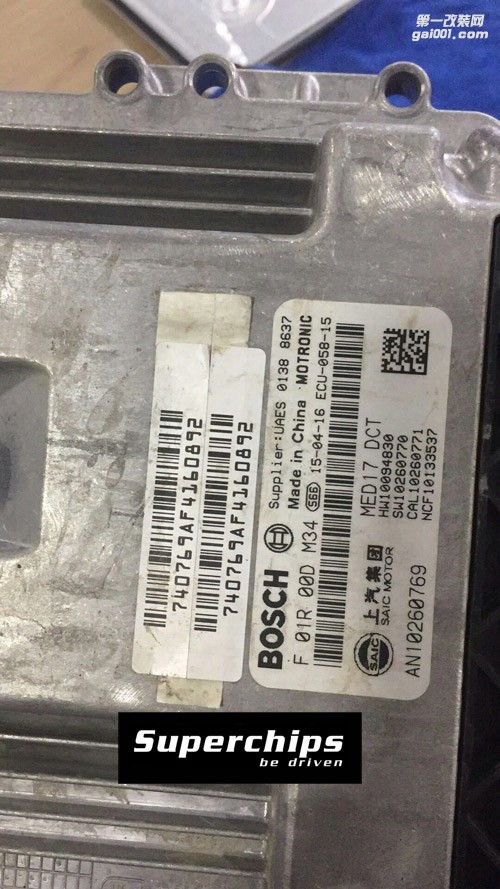 第一改装网
gai001.com
740769AF4160892
740769AF4160892
BOSCH
F 01R 00D M34
Supplier:UAES 0138 8637
Made in China · MOTRONIC
S6B 15-04-16 ECU-058-15
MED17 DCT
HW10094830
SW10260770
CAL10260771
NCF10133537
SAIC
上汽集团
SAIC MOTOR
AN10260769
Superchips
be driven